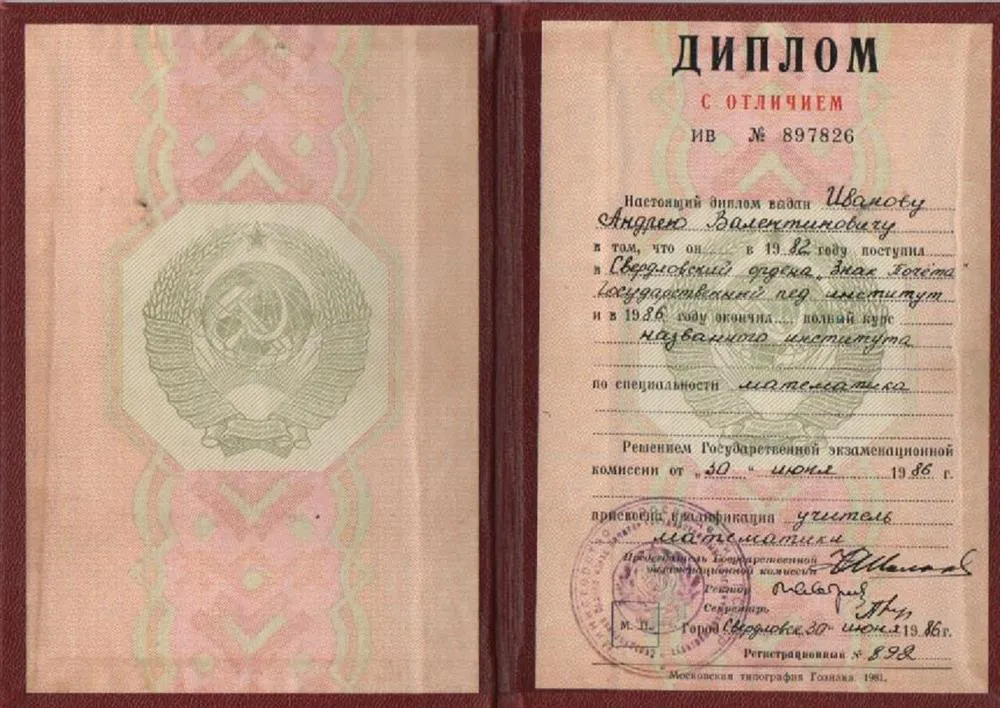 ДИПЛОМ
С ОТЛИЧИЕМ
ИВ № 897826
Настоящий диплом выдан Иванову
Андрею Валентиновичу
в том, что он в 1982 году поступил
в Свердловский ордена „Знак Почёта
Государственный пед институт
и в 1986 году окончил полный курс
названного института
по специальности математика
Решением Государственной экзаменационной
комиссии от „30“ июня 1986 г.
присвоена квалификация учитель
математики
Председатель Государственной
экзаменационной комиссии
Ректор
Секретарь
М. П. Город Свердловск 30 июня 1986 г.
Регистрационный № 892
Московская типография Гознака. 1981.